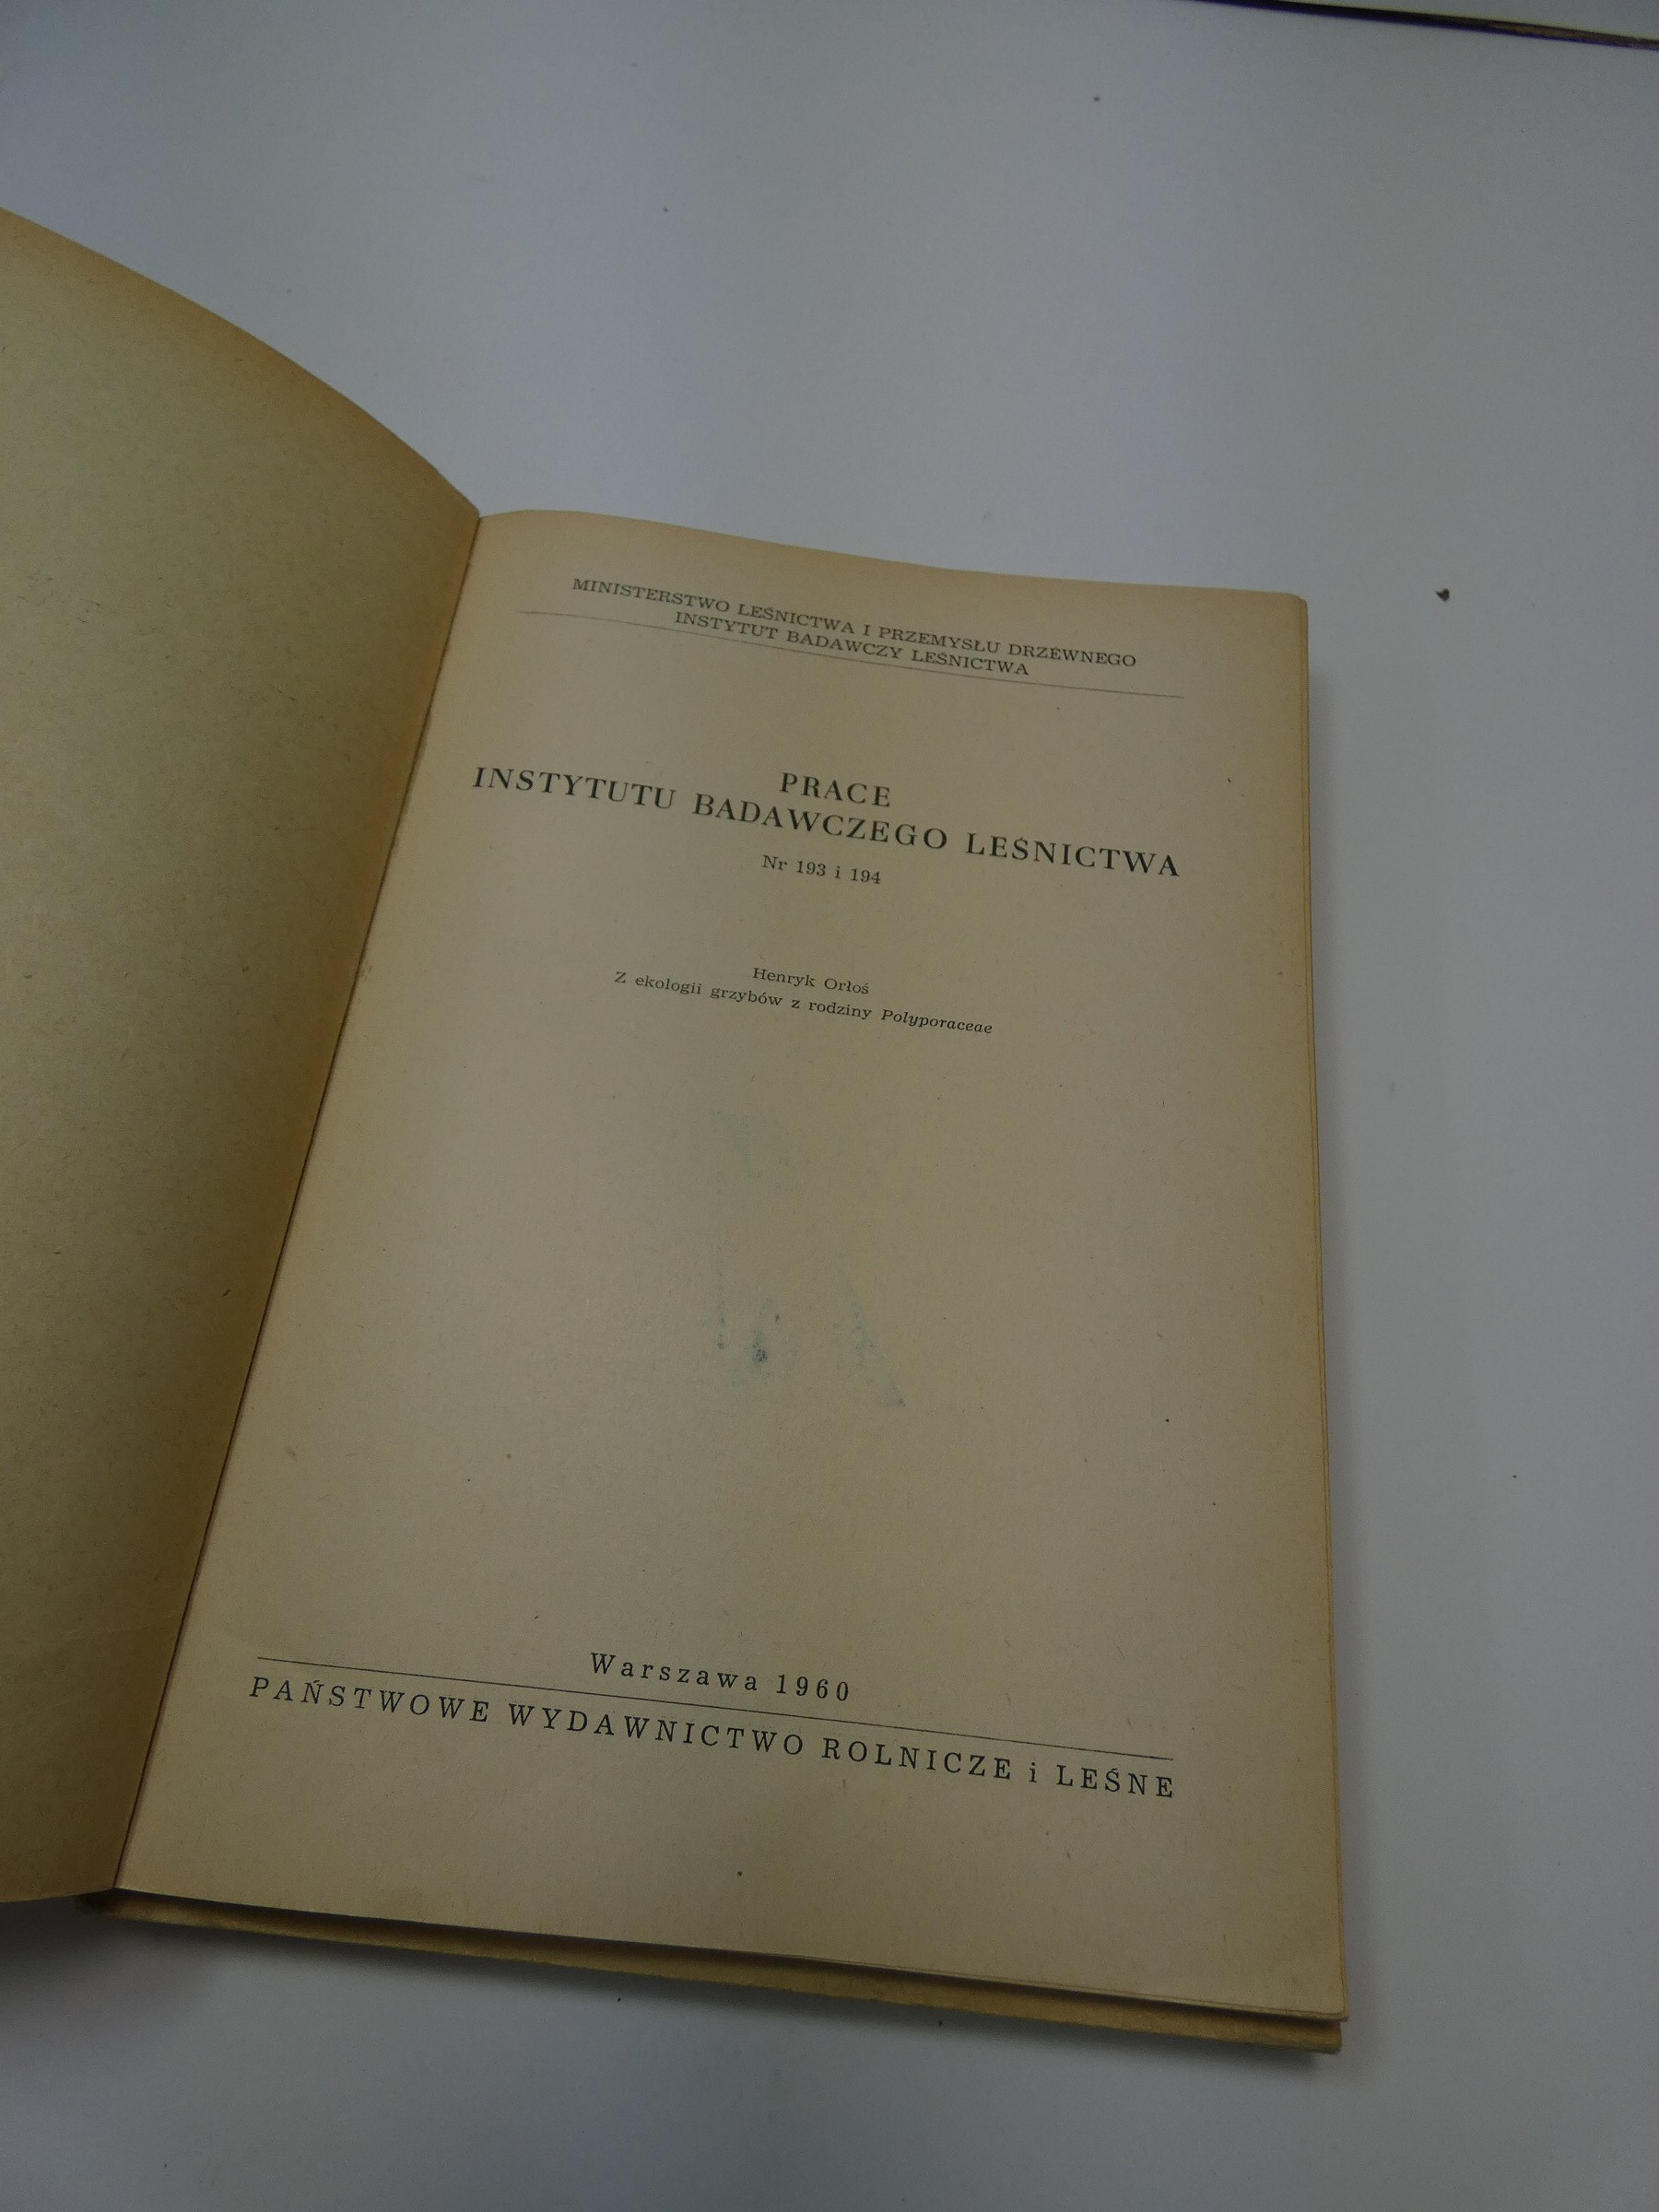 MINISTERSTWO LEŚNICTWA I PRZEMYSŁU DRZEWNEGO
INSTYTUT BADAWCZY LEŚNICTWA
PRACE
INSTYTUTU BADAWCZEGO LEŚNICTWA
Nr 193 i 194
Henryk Orłoś
Z ekologii grzybów z rodziny Polyporaceae
Warszawa 1960
PAŃSTWOWE WYDAWNICTWO ROLNICZE i LEŚNE